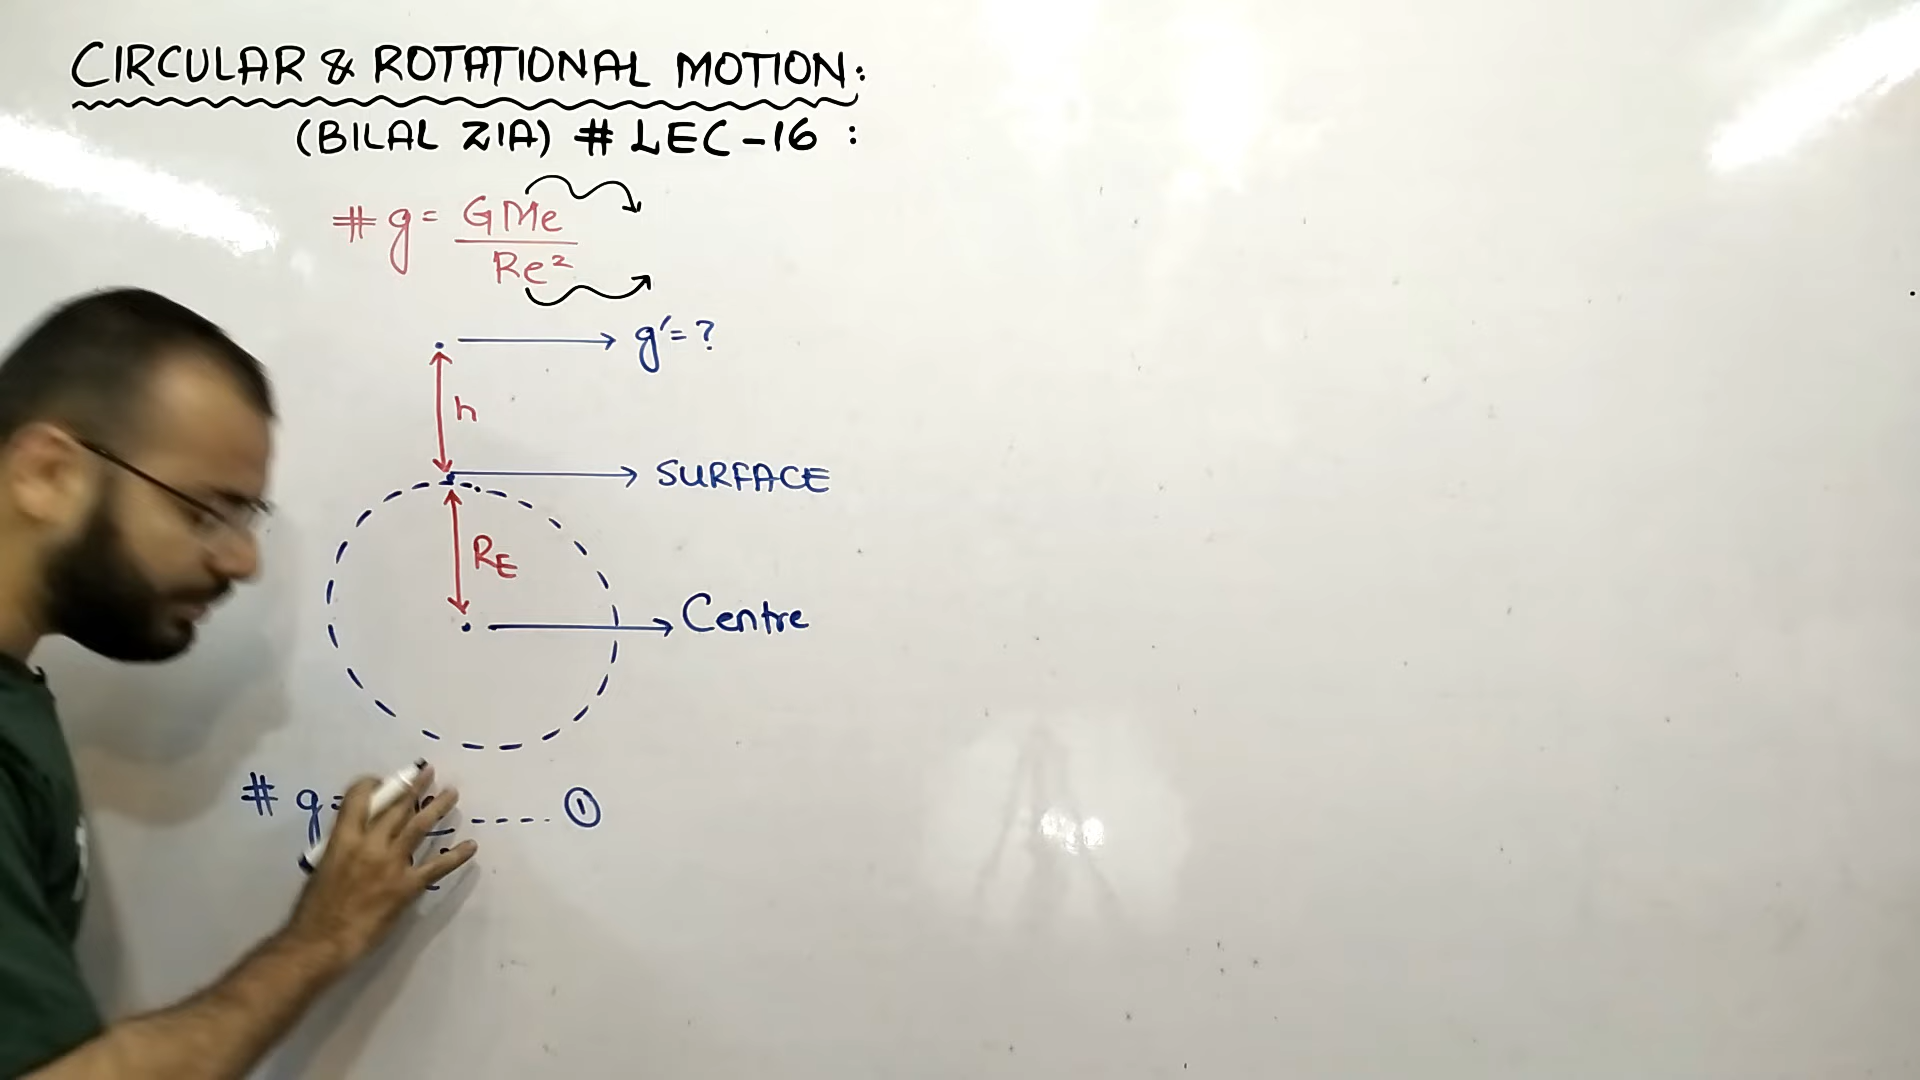 CIRCULAR & ROTATIONAL MOTION:
(BILAL ZIA) # LEC-16 :
# g = GMe / Re²
g' = ?
h
SURFACE
RE
Centre
# g = ---- ①